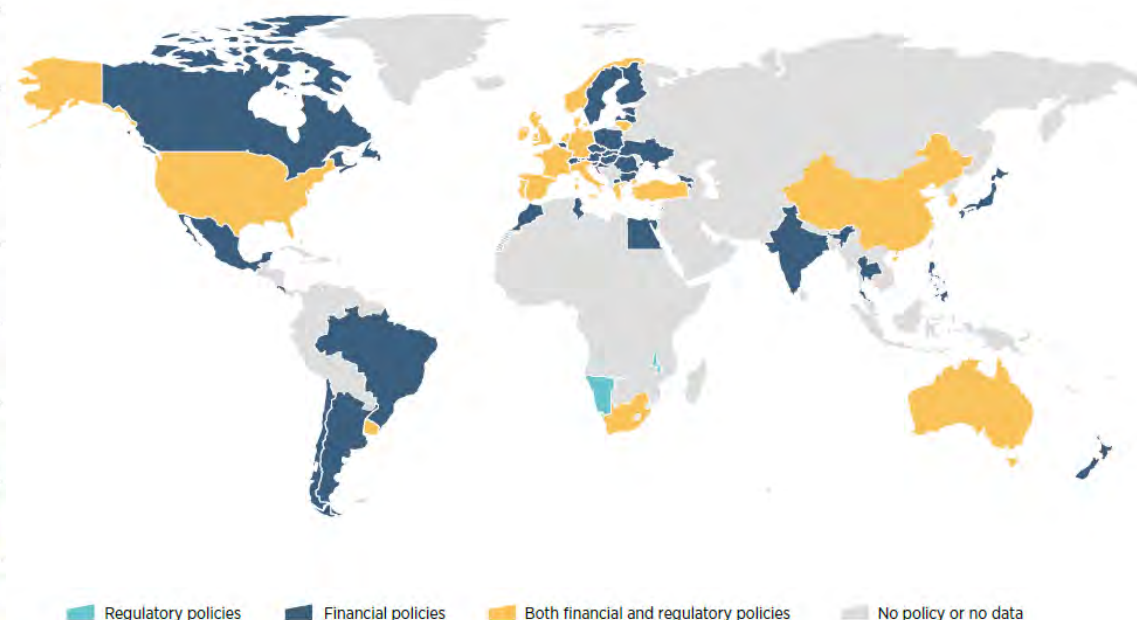 Regulatory policies
Financial policies
Both financial and regulatory policies
No policy or no data